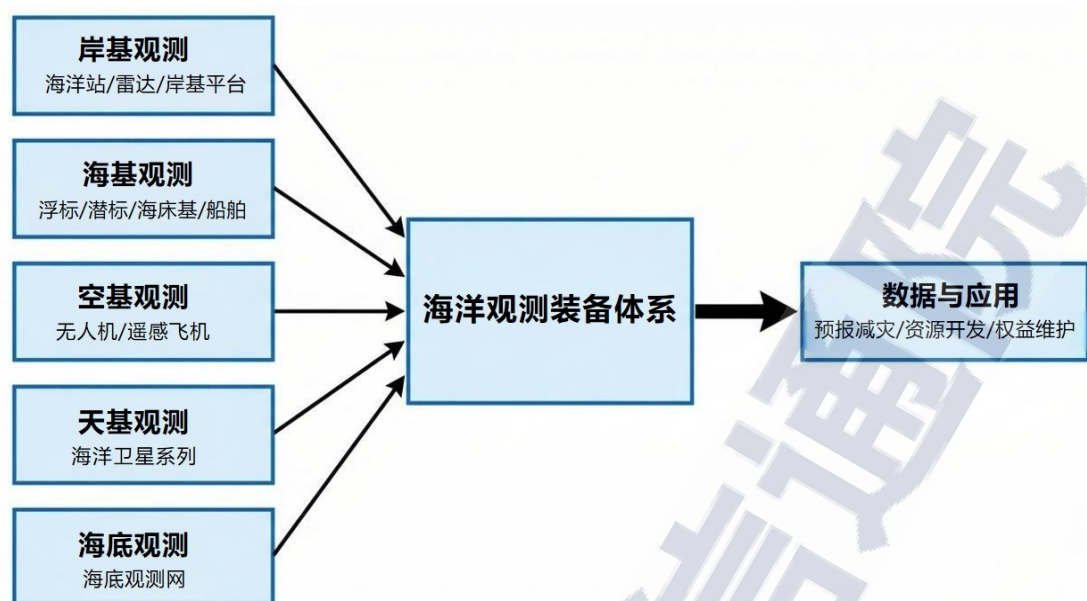 岸基观测
海洋站/雷达/岸基平台
海基观测
浮标/潜标/海床基/船舶
空基观测
无人机/遥感飞机
天基观测
海洋卫星系列
海底观测
海底观测网
海洋观测装备体系
数据与应用
预报减灾/资源开发/权益维护
信通院